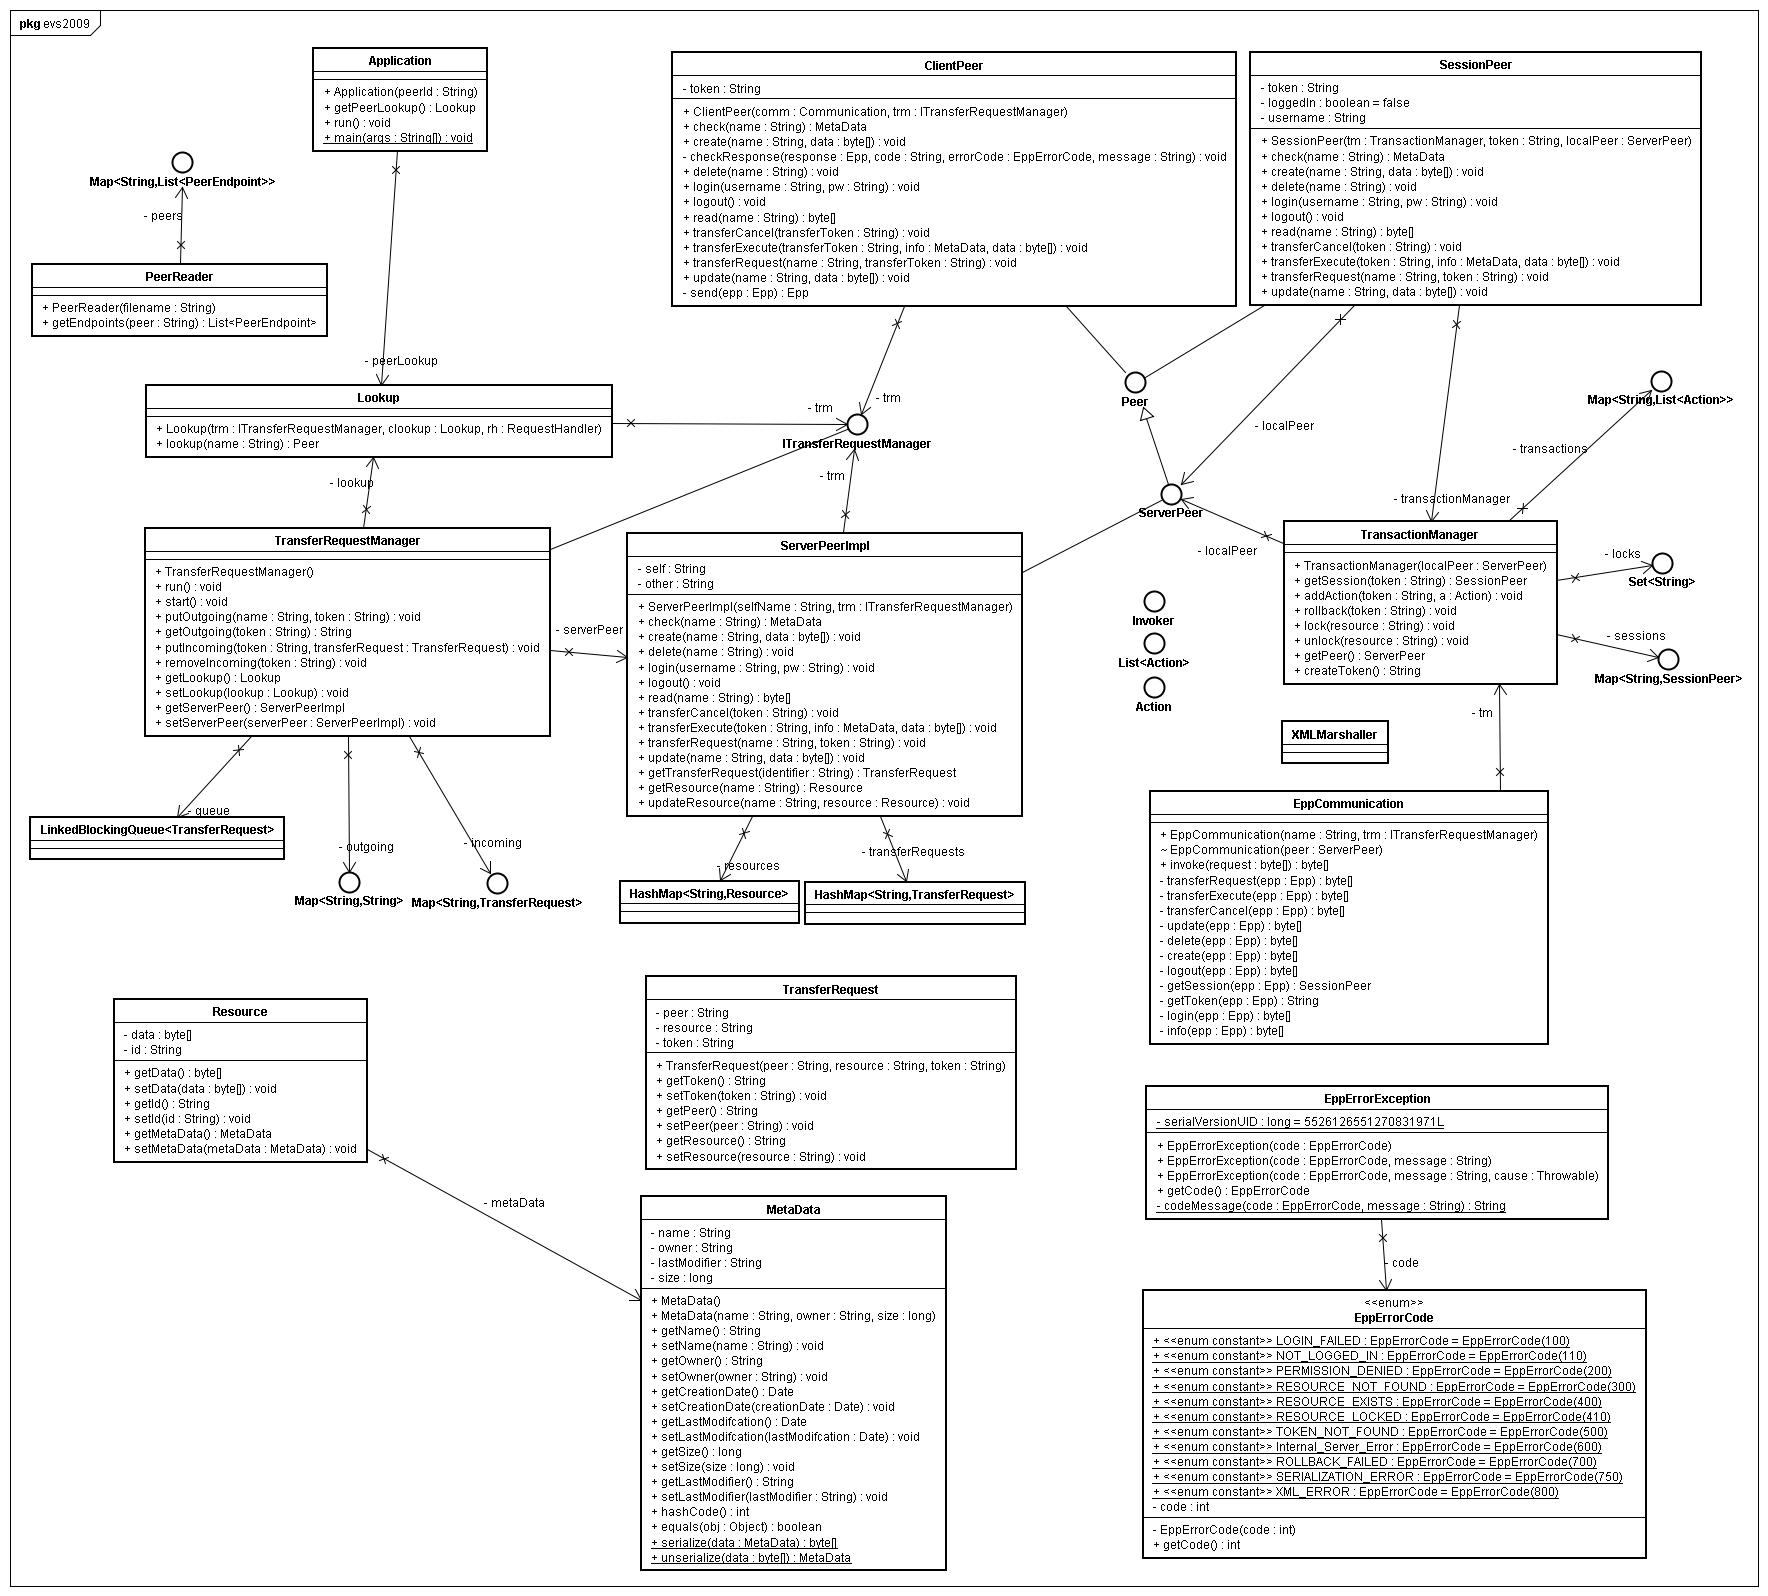 pkg evs2009
Application
+ Application(peerId : String)
+ getPeerLookup() : Lookup
+ run() : void
+ main(args : String[]) : void
ClientPeer
- token : String
+ ClientPeer(comm : Communication, trm : ITransferRequestManager)
+ check(name : String) : MetaData
+ create(name : String, data : byte[]) : void
- checkResponse(response : Epp, code : String, errorCode : EppErrorCode, message : String) : void
+ delete(name : String) : void
+ login(username : String, pw : String) : void
+ logout() : void
+ read(name : String) : byte[]
+ transferCancel(transferToken : String) : void
+ transferExecute(transferToken : String, info : MetaData, data : byte[]) : void
+ transferRequest(name : String, transferToken : String) : void
+ update(name : String, data : byte[]) : void
- send(epp : Epp) : Epp
SessionPeer
- token : String
- loggedIn : boolean = false
- username : String
+ SessionPeer(tm : TransactionManager, token : String, localPeer : ServerPeer)
+ check(name : String) : MetaData
+ create(name : String, data : byte[]) : void
+ delete(name : String) : void
+ login(username : String, pw : String) : void
+ logout() : void
+ read(name : String) : byte[]
+ transferCancel(token : String) : void
+ transferExecute(token : String, info : MetaData, data : byte[]) : void
+ transferRequest(name : String, token : String) : void
+ update(name : String, data : byte[]) : void
Map<String,List<PeerEndpoint>>
- peers
PeerReader
+ PeerReader(filename : String)
+ getEndpoints(peer : String) : List<PeerEndpoint>
- peerLookup
Lookup
+ Lookup(trm : ITransferRequestManager, clookup : Lookup, rh : RequestHandler)
+ lookup(name : String) : Peer
- trm
- trm
ITransferRequestManager
- trm
- lookup
Peer
- localPeer
ServerPeer
- localPeer
Map<String,List<Action>>
- transactions
- transactionManager
TransferRequestManager
+ TransferRequestManager()
+ run() : void
+ start() : void
+ putOutgoing(name : String, token : String) : void
+ getOutgoing(token : String) : String
+ putIncoming(token : String, transferRequest : TransferRequest) : void
+ removeIncoming(token : String) : void
+ getLookup() : Lookup
+ setLookup(lookup : Lookup) : void
+ getServerPeer() : ServerPeerImpl
+ setServerPeer(serverPeer : ServerPeerImpl) : void
- serverPeer
ServerPeerImpl
- self : String
- other : String
+ ServerPeerImpl(selfName : String, trm : ITransferRequestManager)
+ check(name : String) : MetaData
+ create(name : String, data : byte[]) : void
+ delete(name : String) : void
+ login(username : String, pw : String) : void
+ logout() : void
+ read(name : String) : byte[]
+ transferCancel(token : String) : void
+ transferExecute(token : String, info : MetaData, data : byte[]) : void
+ transferRequest(name : String, token : String) : void
+ update(name : String, data : byte[]) : void
+ getTransferRequest(identifier : String) : TransferRequest
+ getResource(name : String) : Resource
+ updateResource(name : String, resource : Resource) : void
Invoker
List<Action>
Action
TransactionManager
+ TransactionManager(localPeer : ServerPeer)
+ getSession(token : String) : SessionPeer
+ addAction(token : String, a : Action) : void
+ rollback(token : String) : void
+ lock(resource : String) : void
+ unlock(resource : String) : void
+ getPeer() : ServerPeer
+ createToken() : String
- locks
Set<String>
- sessions
Map<String,SessionPeer>
- tm
XMLMarshaller
- queue
LinkedBlockingQueue<TransferRequest>
- outgoing
Map<String,String>
- incoming
Map<String,TransferRequest>
- resources
HashMap<String,Resource>
- transferRequests
HashMap<String,TransferRequest>
EppCommunication
+ EppCommunication(name : String, trm : ITransferRequestManager)
~ EppCommunication(peer : ServerPeer)
+ invoke(request : byte[]) : byte[]
- transferRequest(epp : Epp) : byte[]
- transferExecute(epp : Epp) : byte[]
- transferCancel(epp : Epp) : byte[]
- update(epp : Epp) : byte[]
- delete(epp : Epp) : byte[]
- create(epp : Epp) : byte[]
- logout(epp : Epp) : byte[]
- getSession(epp : Epp) : SessionPeer
- getToken(epp : Epp) : String
- login(epp : Epp) : byte[]
- info(epp : Epp) : byte[]
Resource
- data : byte[]
- id : String
+ getData() : byte[]
+ setData(data : byte[]) : void
+ getId() : String
+ setId(id : String) : void
+ getMetaData() : MetaData
+ setMetaData(metaData : MetaData) : void
- metaData
TransferRequest
- peer : String
- resource : String
- token : String
+ TransferRequest(peer : String, resource : String, token : String)
+ getToken() : String
+ setToken(token : String) : void
+ getPeer() : String
+ setPeer(peer : String) : void
+ getResource() : String
+ setResource(resource : String) : void
EppErrorException
- serialVersionUID : long = 5526126551270831971L
+ EppErrorException(code : EppErrorCode)
+ EppErrorException(code : EppErrorCode, message : String)
+ EppErrorException(code : EppErrorCode, message : String, cause : Throwable)
+ getCode() : EppErrorCode
- codeMessage(code : EppErrorCode, message : String) : String
- code
MetaData
- name : String
- owner : String
- lastModifier : String
- size : long
+ MetaData()
+ MetaData(name : String, owner : String, size : long)
+ getName() : String
+ setName(name : String) : void
+ getOwner() : String
+ setOwner(owner : String) : void
+ getCreationDate() : Date
+ setCreationDate(creationDate : Date) : void
+ getLastModifcation() : Date
+ setLastModifcation(lastModifcation : Date) : void
+ getSize() : long
+ setSize(size : long) : void
+ getLastModifier() : String
+ setLastModifier(lastModifier : String) : void
+ hashCode() : int
+ equals(obj : Object) : boolean
+ serialize(data : MetaData) : byte[]
+ unserialize(data : byte[]) : MetaData
<<enum>>
EppErrorCode
+ <<enum constant>> LOGIN_FAILED : EppErrorCode = EppErrorCode(100)
+ <<enum constant>> NOT_LOGGED_IN : EppErrorCode = EppErrorCode(110)
+ <<enum constant>> PERMISSION_DENIED : EppErrorCode = EppErrorCode(200)
+ <<enum constant>> RESOURCE_NOT_FOUND : EppErrorCode = EppErrorCode(300)
+ <<enum constant>> RESOURCE_EXISTS : EppErrorCode = EppErrorCode(400)
+ <<enum constant>> RESOURCE_LOCKED : EppErrorCode = EppErrorCode(410)
+ <<enum constant>> TOKEN_NOT_FOUND : EppErrorCode = EppErrorCode(500)
+ <<enum constant>> Internal_Server_Error : EppErrorCode = EppErrorCode(600)
+ <<enum constant>> ROLLBACK_FAILED : EppErrorCode = EppErrorCode(700)
+ <<enum constant>> SERIALIZATION_ERROR : EppErrorCode = EppErrorCode(750)
+ <<enum constant>> XML_ERROR : EppErrorCode = EppErrorCode(800)
- code : int
- EppErrorCode(code : int)
+ getCode() : int